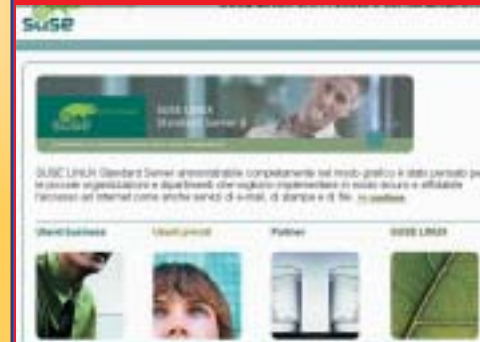 SUSE
SUSE
SUSE LINUX
Standard Server 8
SUSE LINUX Standard Server amministrabile completamente nel modo grafico è stato pensato per
le piccole organizzazioni e dipartimenti che vogliono implementare in modo sicuro e affidabile
l'accesso ad internet come anche servizi di e-mail, di stampa e di file.
Utenti business Utenti privati Partner SUSE LINUX